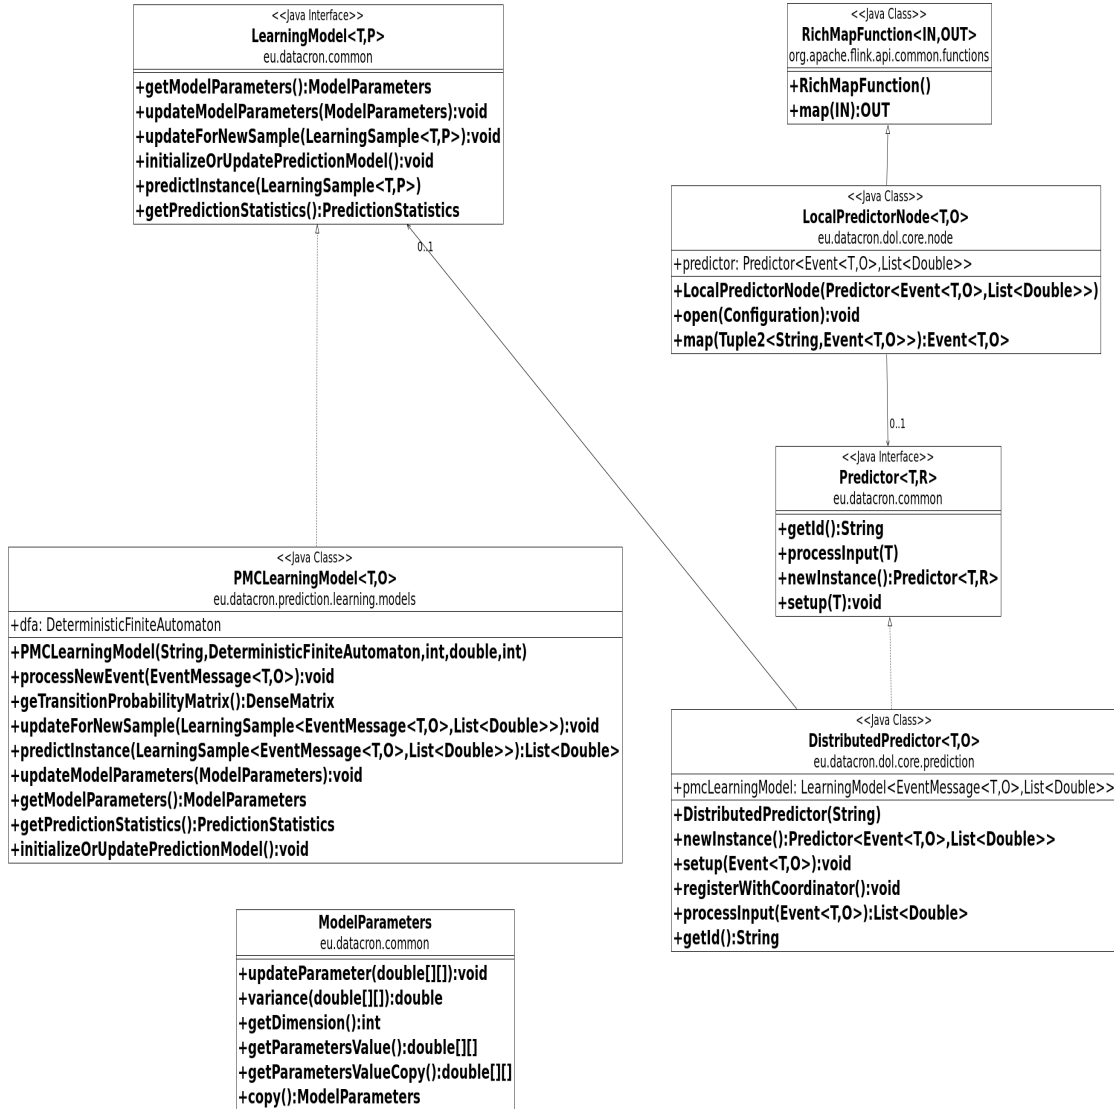 <<Java Interface>>
LearningModel<T,P>
eu.datacron.common
+getModelParameters():ModelParameters
+updateModelParameters(ModelParameters):void
+updateForNewSample(LearningSample<T,P>):void
+initializeOrUpdatePredictionModel():void
+predictInstance(LearningSample<T,P>)
+getPredictionStatistics():PredictionStatistics
0..1
<<Java Class>>
RichMapFunction<IN,OUT>
org.apache.flink.api.common.functions
+RichMapFunction()
+map(IN):OUT
<<Java Class>>
LocalPredictorNode<T,O>
eu.datacron.dol.core.node
+predictor: Predictor<Event<T,O>,List<Double>>
+LocalPredictorNode(Predictor<Event<T,O>,List<Double>>)
+open(Configuration):void
+map(Tuple2<String,Event<T,O>>):Event<T,O>
0..1
<<Java Interface>>
Predictor<T,R>
eu.datacron.common
+getId():String
+processInput(T)
+newInstance():Predictor<T,R>
+setup(T):void
<<Java Class>>
PMCLearningModel<T,O>
eu.datacron.prediction.learning.models
+dfa: DeterministicFiniteAutomaton
+PMCLearningModel(String,DeterministicFiniteAutomaton,int,double,int)
+processNewEvent(EventMessage<T,O>):void
+geTransitionProbabilityMatrix():DenseMatrix
+updateForNewSample(LearningSample<EventMessage<T,O>,List<Double>>):void
+predictInstance(LearningSample<EventMessage<T,O>,List<Double>>):List<Double>
+updateModelParameters(ModelParameters):void
+getModelParameters():ModelParameters
+getPredictionStatistics():PredictionStatistics
+initializeOrUpdatePredictionModel():void
<<Java Class>>
DistributedPredictor<T,O>
eu.datacron.dol.core.prediction
+pmcLearningModel: LearningModel<EventMessage<T,O>,List<Double>>
+DistributedPredictor(String)
+newInstance():Predictor<Event<T,O>,List<Double>>
+setup(Event<T,O>):void
+registerWithCoordinator():void
+processInput(Event<T,O>):List<Double>
+getId():String
ModelParameters
eu.datacron.common
+updateParameter(double[][]):void
+variance(double[][]):double
+getDimension():int
+getParametersValue():double[][]
+getParametersValueCopy():double[][]
+copy():ModelParameters